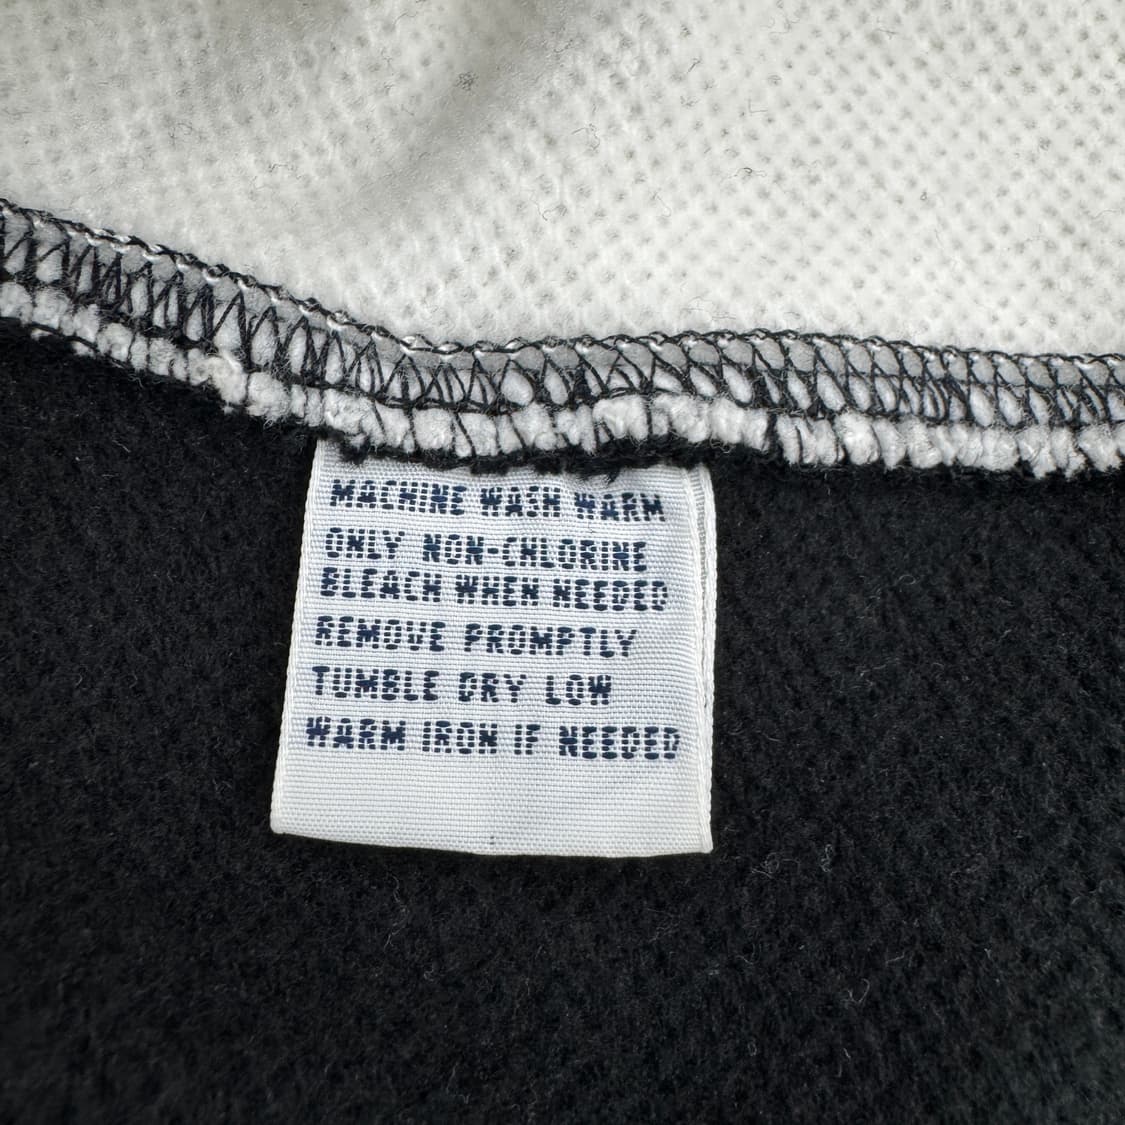 MACHINE WASH WARM
ONLY NON-CHLORINE
BLEACH WHEN NEEDED
REMOVE PROMPTLY
TUMBLE DRY LOW
WARM IRON IF NEEDED